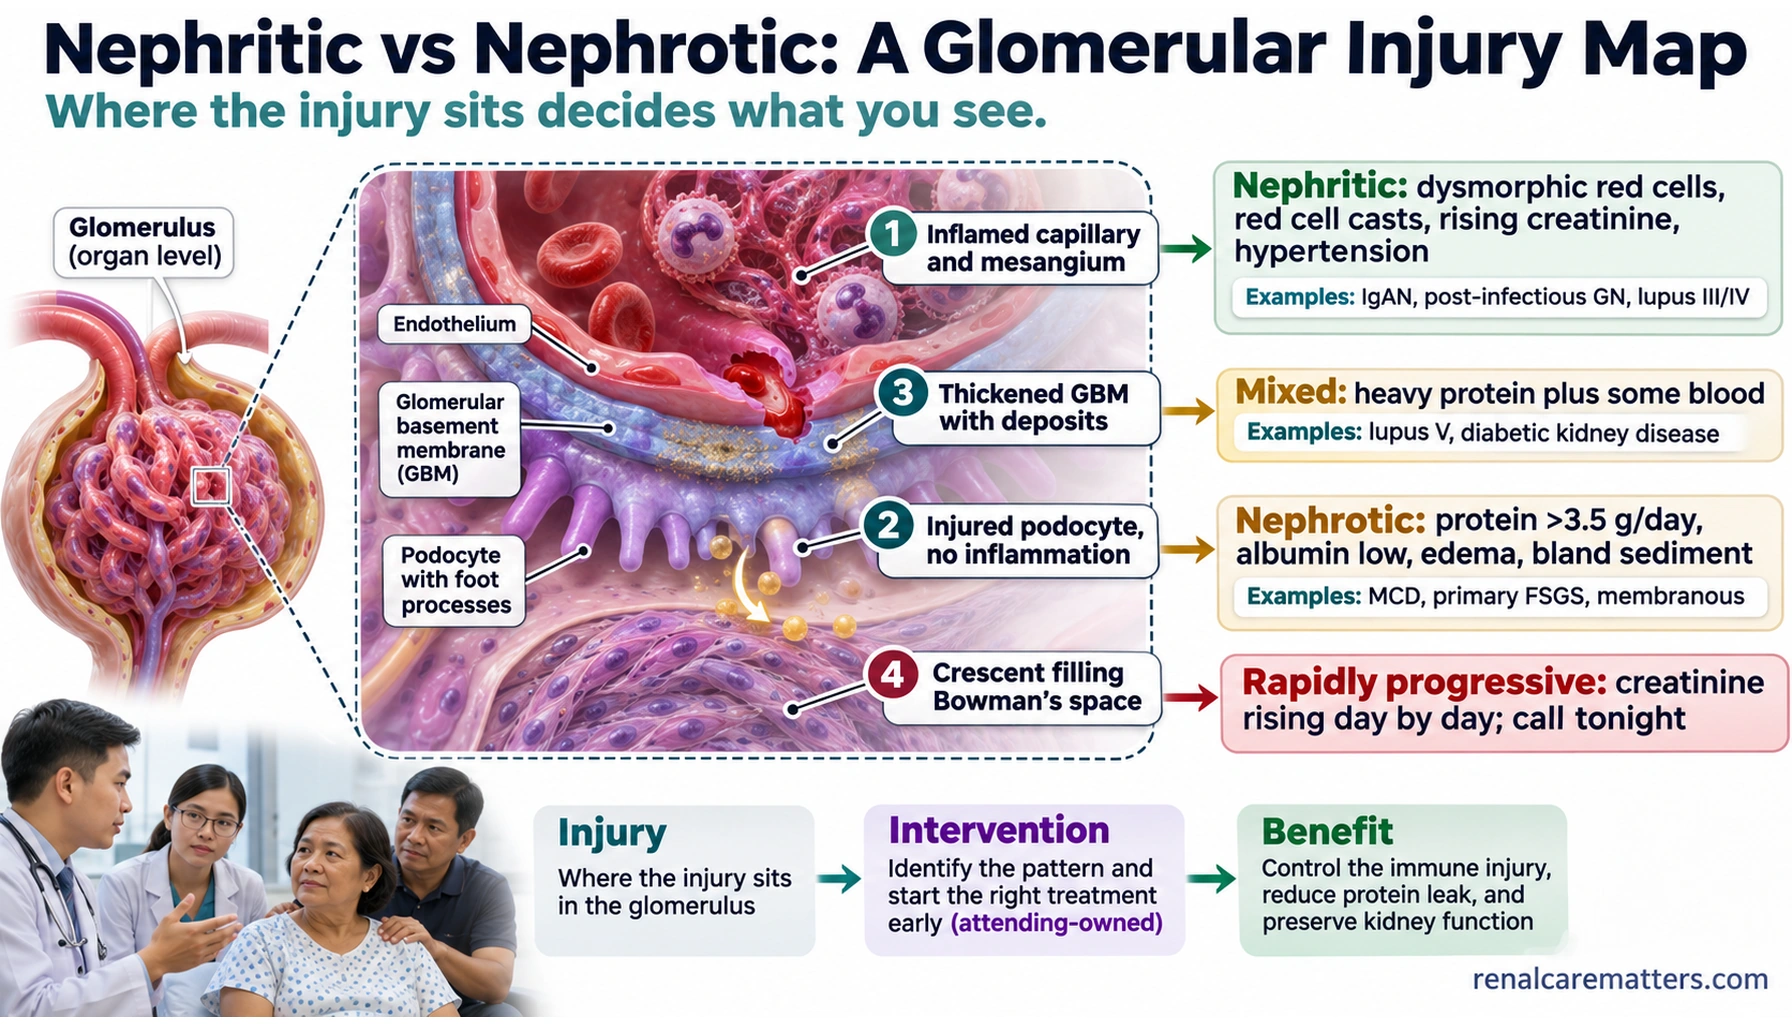 Nephritic vs Nephrotic: A Glomerular Injury Map
Where the injury sits decides what you see.
Glomerulus
(organ level)
Endothelium
Glomerular
basement
membrane
(GBM)
Podocyte
with foot
processes
1
Inflamed capillary
and mesangium
3
Thickened GBM
with deposits
2
Injured podocyte,
no inflammation
4
Crescent filling
Bowman's space
Nephritic: dysmorphic red cells,
red cell casts, rising creatinine,
hypertension
Examples: IgAN, post-infectious GN, lupus III/IV
Mixed: heavy protein plus some blood
Examples: lupus V, diabetic kidney disease
Nephrotic: protein >3.5 g/day,
albumin low, edema, bland sediment
Examples: MCD, primary FSGS, membranous
Rapidly progressive: creatinine
rising day by day; call tonight
Injury
Where the injury sits
in the glomerulus
Intervention
Identify the pattern and
start the right treatment
early (attending-owned)
Benefit
Control the immune injury,
reduce protein leak, and
preserve kidney function
renalcarematters.com